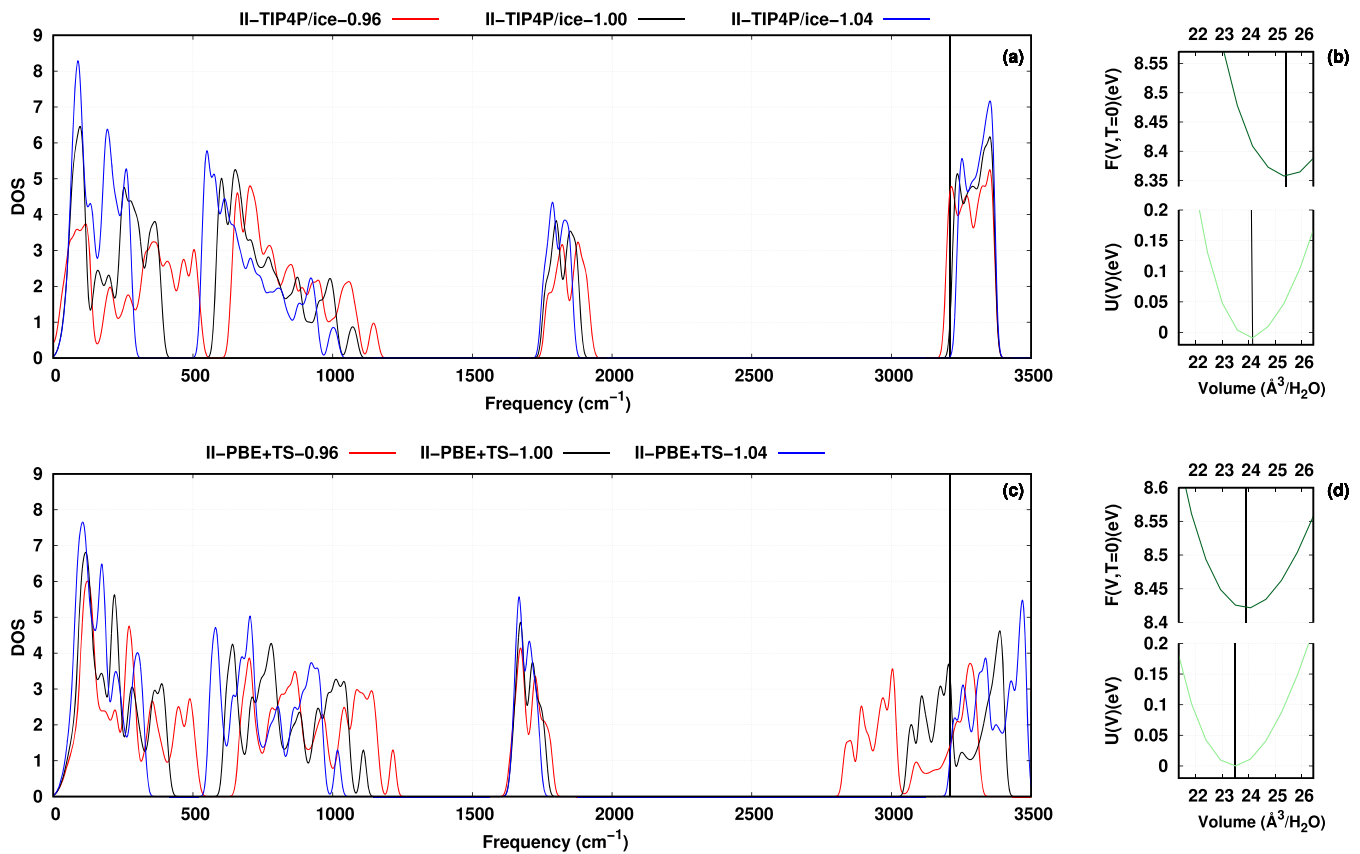 II−TIP4P/ice−0.96 II−TIP4P/ice−1.00 II−TIP4P/ice−1.04
(a)
DOS
9
8
7
6
5
4
3
2
1
0
0 500 1000 1500 2000 2500 3000 3500
Frequency (cm⁻¹)
22 23 24 25 26
(b)
F(V,T=0)(eV)
8.55
8.5
8.45
8.4
8.35
U(V)(eV)
0.2
0.15
0.1
0.05
0
22 23 24 25 26
Volume (Å³/H₂O)
II−PBE+TS−0.96 II−PBE+TS−1.00 II−PBE+TS−1.04
(c)
DOS
9
8
7
6
5
4
3
2
1
0
0 500 1000 1500 2000 2500 3000 3500
Frequency (cm⁻¹)
22 23 24 25 26
(d)
F(V,T=0)(eV)
8.6
8.55
8.5
8.45
8.4
U(V)(eV)
0.2
0.15
0.1
0.05
0
22 23 24 25 26
Volume (Å³/H₂O)